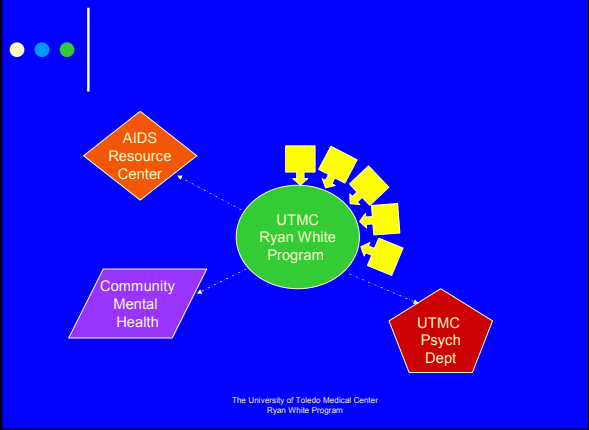 AIDS
Resource
Center
UTMC
Ryan White
Program
Community
Mental
Health
UTMC
Psych
Dept
The University of Toledo Medical Center
Ryan White Program